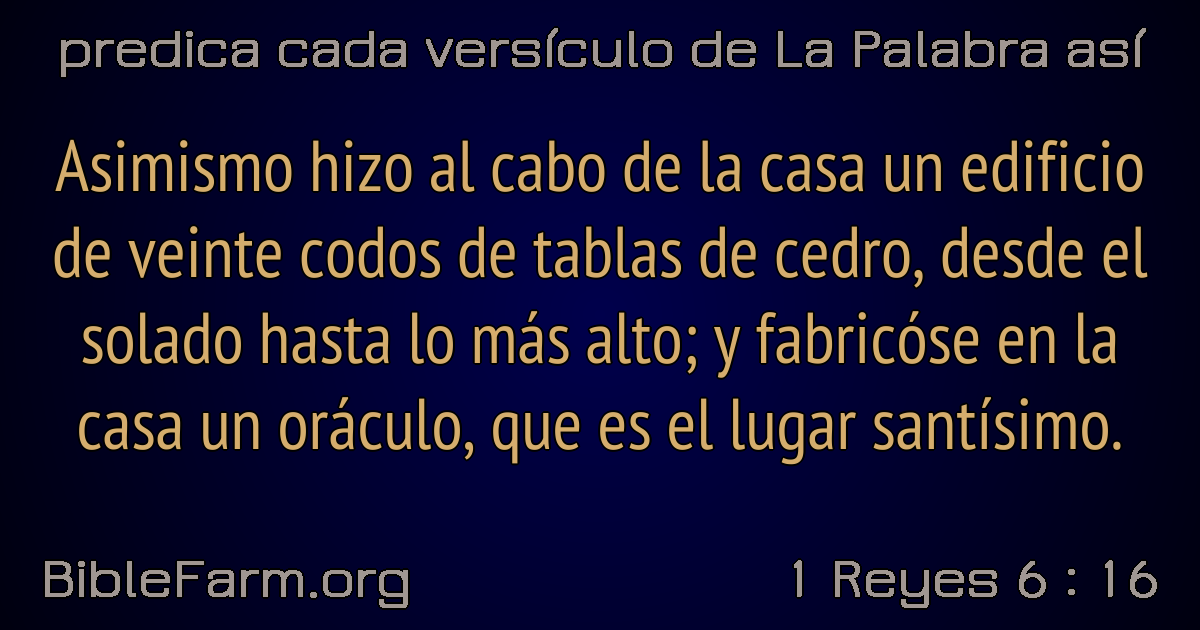 predica cada versículo de La Palabra así
Asimismo hizo al cabo de la casa un edificio
de veinte codos de tablas de cedro, desde el
solado hasta lo más alto; y fabricóse en la
casa un oráculo, que es el lugar santísimo.
BibleFarm.org
1 Reyes 6 : 16